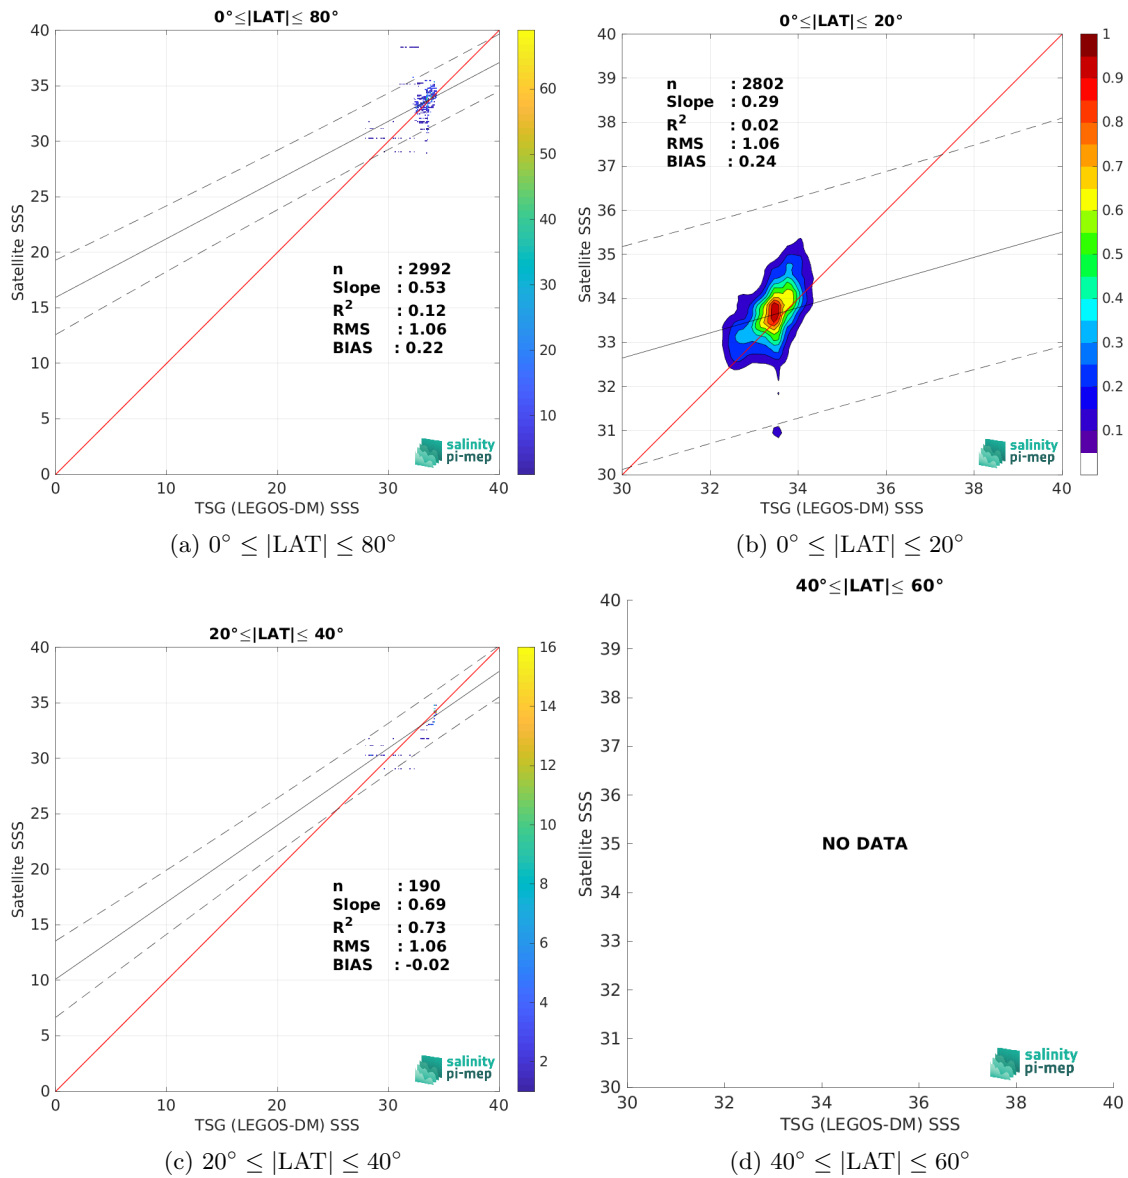 0°≤|LAT|≤ 80°
40
35
30
25
20
15
10
5
0
0
10
20
30
40
Satellite SSS
TSG (LEGOS-DM) SSS
n : 2992
Slope : 0.53
R² : 0.12
RMS : 1.06
BIAS : 0.22
salinity
pi-mep
60
50
40
30
20
10
(a) 0° ≤ |LAT| ≤ 80°
0°≤|LAT|≤ 20°
40
39
38
37
36
35
34
33
32
31
30
30
32
34
36
38
40
Satellite SSS
TSG (LEGOS-DM) SSS
n : 2802
Slope : 0.29
R² : 0.02
RMS : 1.06
BIAS : 0.24
salinity
pi-mep
1
0.9
0.8
0.7
0.6
0.5
0.4
0.3
0.2
0.1
(b) 0° ≤ |LAT| ≤ 20°
20°≤|LAT|≤ 40°
40
35
30
25
20
15
10
5
0
0
10
20
30
40
Satellite SSS
TSG (LEGOS-DM) SSS
n : 190
Slope : 0.69
R² : 0.73
RMS : 1.06
BIAS : -0.02
salinity
pi-mep
16
14
12
10
8
6
4
2
(c) 20° ≤ |LAT| ≤ 40°
40°≤|LAT|≤ 60°
40
39
38
37
36
35
34
33
32
31
30
30
32
34
36
38
40
Satellite SSS
TSG (LEGOS-DM) SSS
NO DATA
salinity
pi-mep
(d) 40° ≤ |LAT| ≤ 60°